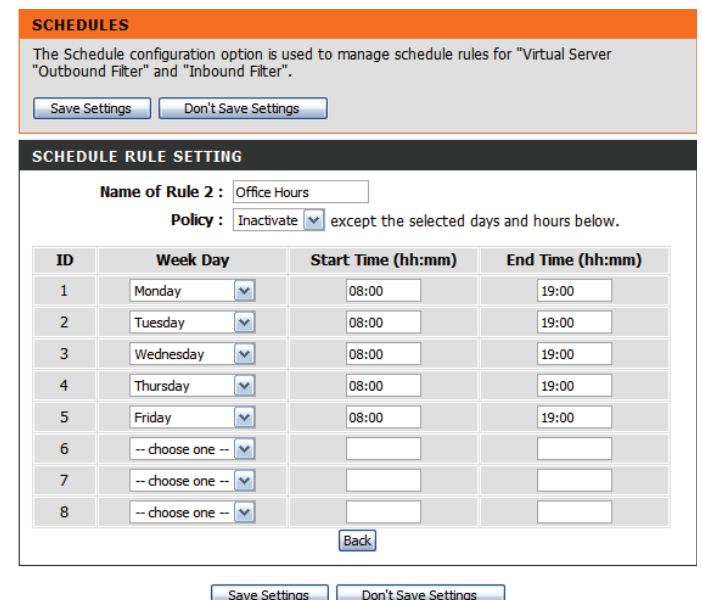 SCHEDULES
The Schedule configuration option is used to manage schedule rules for "Virtual Server
"Outbound Filter" and "Inbound Filter".
Save Settings Don't Save Settings
SCHEDULE RULE SETTING
Name of Rule 2 : Office Hours
Policy : Inactivate except the selected days and hours below.
ID Week Day Start Time (hh:mm) End Time (hh:mm)
1 Monday 08:00 19:00
2 Tuesday 08:00 19:00
3 Wednesday 08:00 19:00
4 Thursday 08:00 19:00
5 Friday 08:00 19:00
6 -- choose one --
7 -- choose one --
8 -- choose one --
Back
Save Settings Don't Save Settings